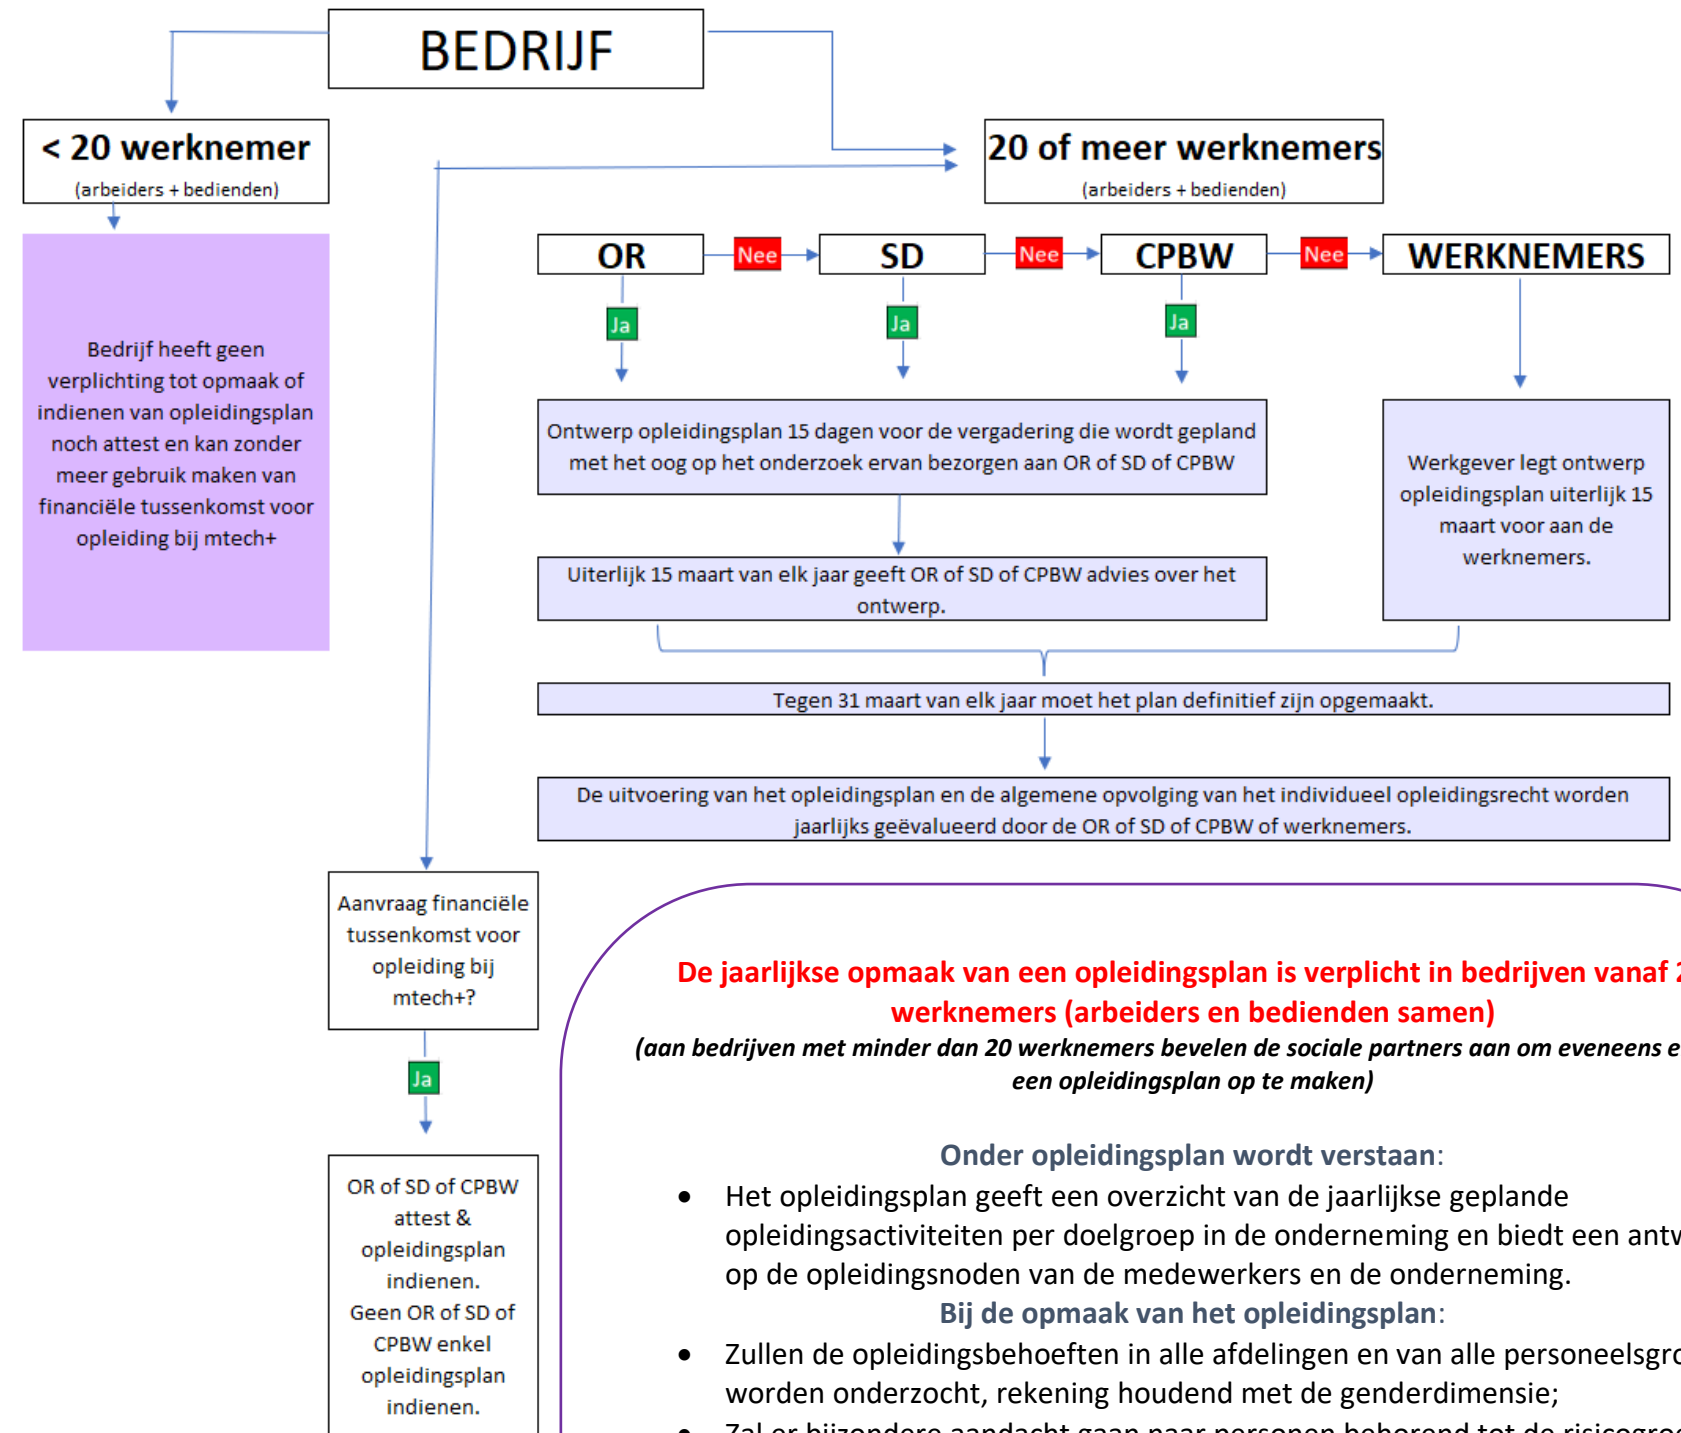 BEDRIJF
< 20 werknemer
(arbeiders + bedienden)
20 of meer werknemers
(arbeiders + bedienden)
OR
Nee
SD
Nee
CPBW
Nee
WERKNEMERS
Ja
Ja
Ja
Bedrijf heeft geen
verplichting tot opmaak of
indienen van opleidingsplan
noch attest en kan zonder
meer gebruik maken van
financiële tussenkomst voor
opleiding bij mtech+
Ontwerp opleidingsplan 15 dagen voor de vergadering die wordt gepland
met het oog op het onderzoek ervan bezorgen aan OR of SD of CPBW
Werkgever legt ontwerp
opleidingsplan uiterlijk 15
maart voor aan de
werknemers.
Uiterlijk 15 maart van elk jaar geeft OR of SD of CPBW advies over het
ontwerp.
Tegen 31 maart van elk jaar moet het plan definitief zijn opgemaakt.
De uitvoering van het opleidingsplan en de algemene opvolging van het individueel opleidingsrecht worden
jaarlijks geëvalueerd door de OR of SD of CPBW of werknemers.
Aanvraag financiële
tussenkomst voor
opleiding bij
mtech+?
Ja
OR of SD of CPBW
attest &
opleidingsplan
indienen.
Geen OR of SD of
CPBW enkel
opleidingsplan
indienen.
De jaarlijkse opmaak van een opleidingsplan is verplicht in bedrijven vanaf
werknemers (arbeiders en bedienden samen)
(aan bedrijven met minder dan 20 werknemers bevelen de sociale partners aan om eveneens
een opleidingsplan op te maken)
Onder opleidingsplan wordt verstaan:
• Het opleidingsplan geeft een overzicht van de jaarlijkse geplande
opleidingsactiviteiten per doelgroep in de onderneming en biedt een
op de opleidingsnoden van de medewerkers en de onderneming.
Bij de opmaak van het opleidingsplan:
• Zullen de opleidingsbehoeften in alle afdelingen en van alle
worden onderzocht, rekening houdend met de genderdimensie;
• Zal er bijzondere aandacht gaan naar personen behorend tot de